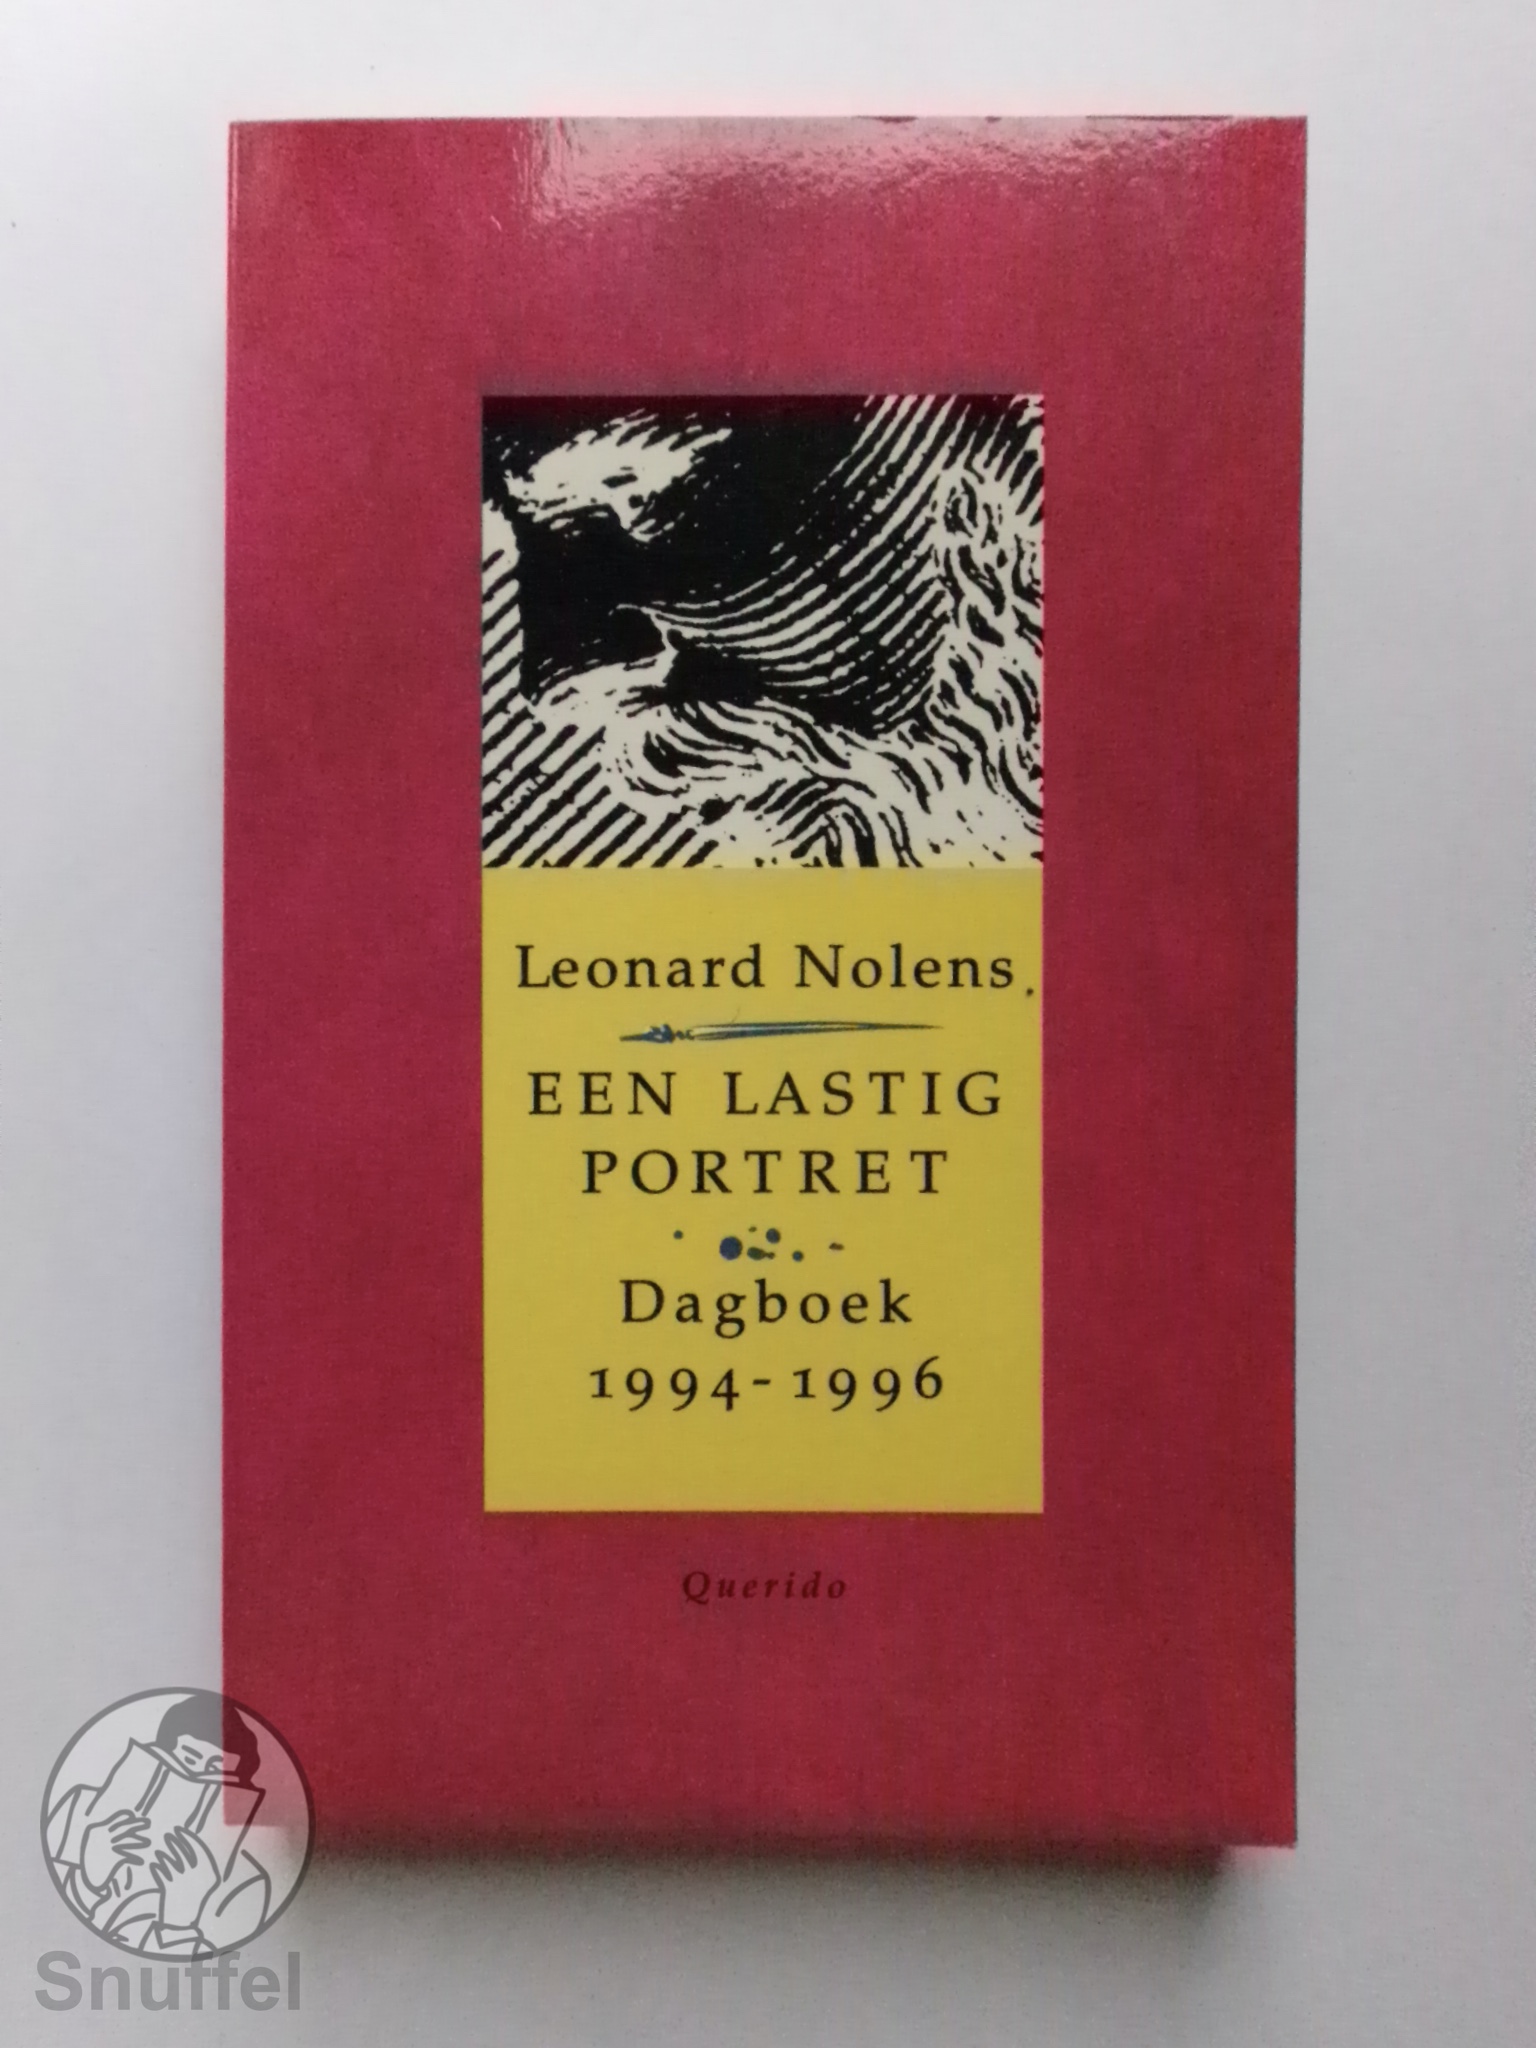 Leonard Nolens
EEN LASTIG
PORTRET
Dagboek
1994-1996
Querido
Snuffel